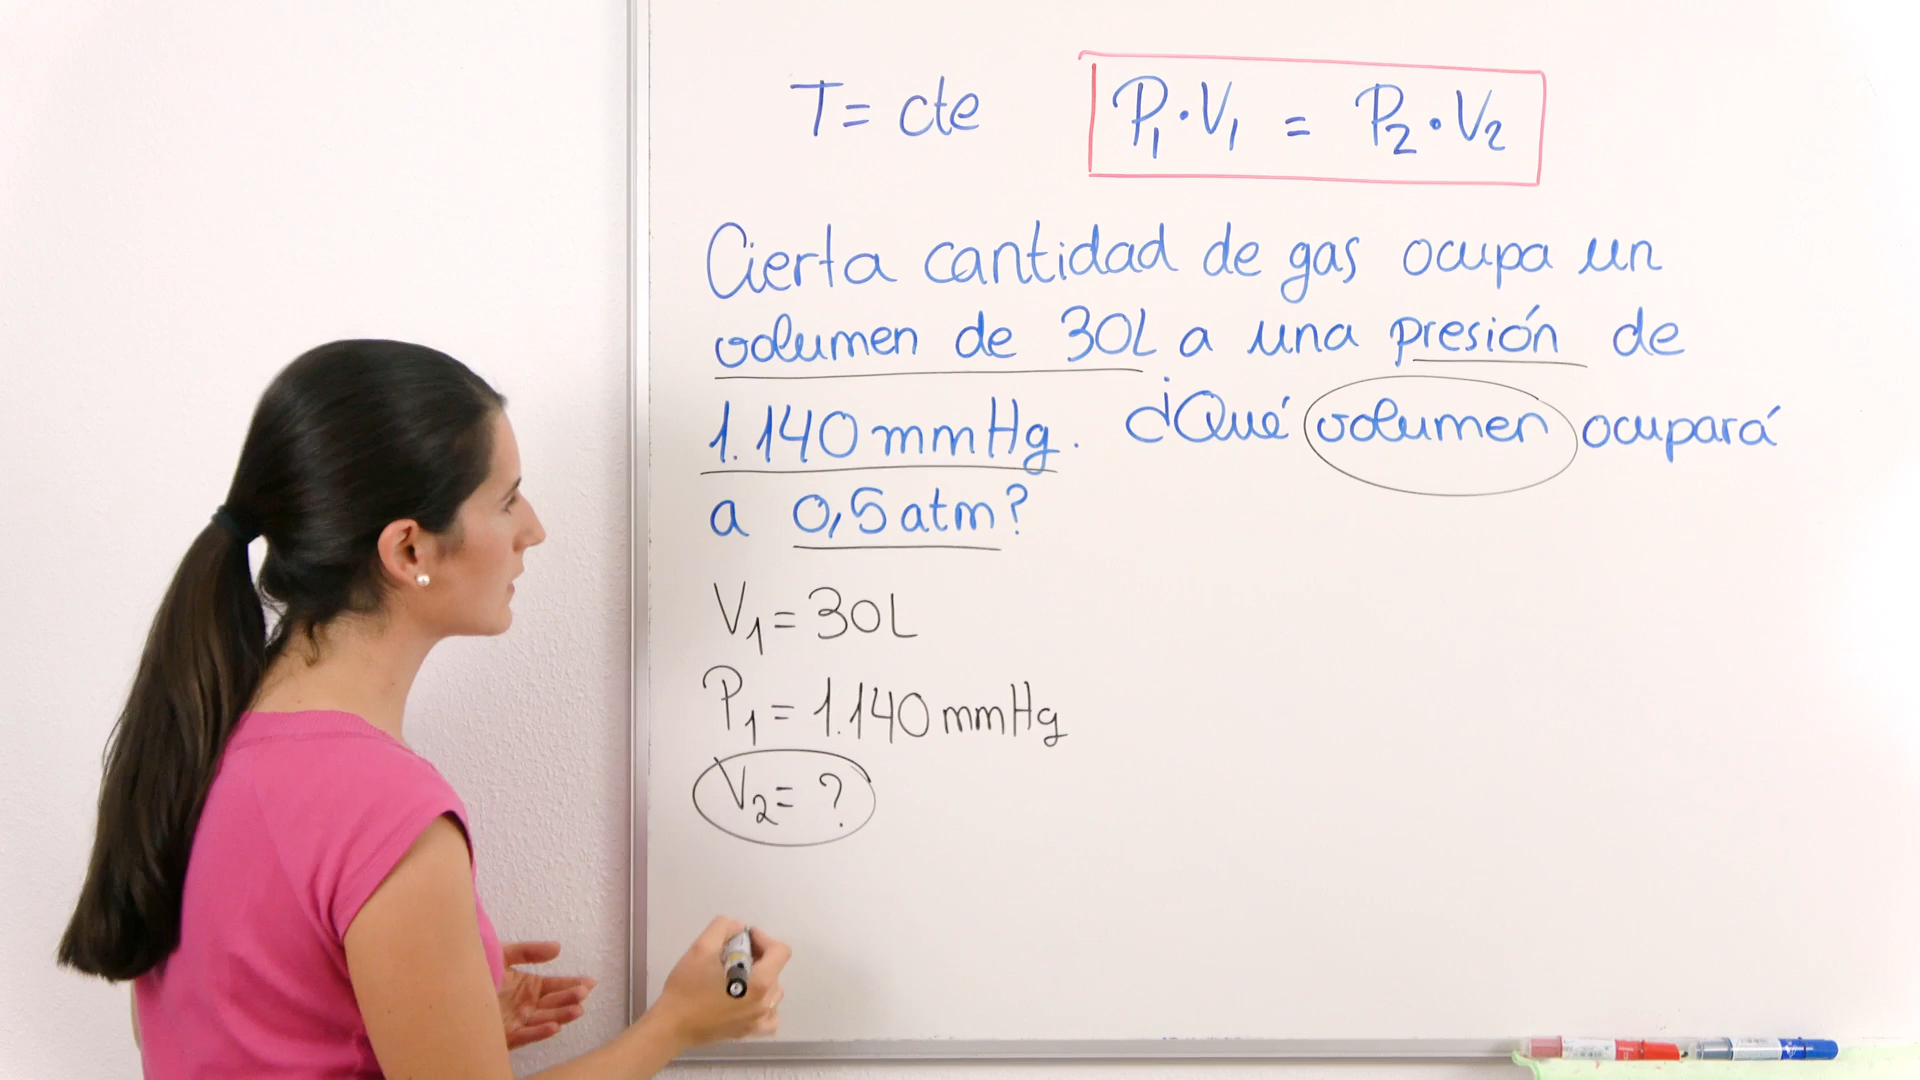 T = cte P₁·V₁ = P₂·V₂
Cierta cantidad de gas ocupa un
volumen de 30L a una presión de
1.140 mmHg. ¿Qué volumen ocupará
a 0,5 atm?
V₁ = 30L
P₁ = 1.140 mmHg
V₂ = ?